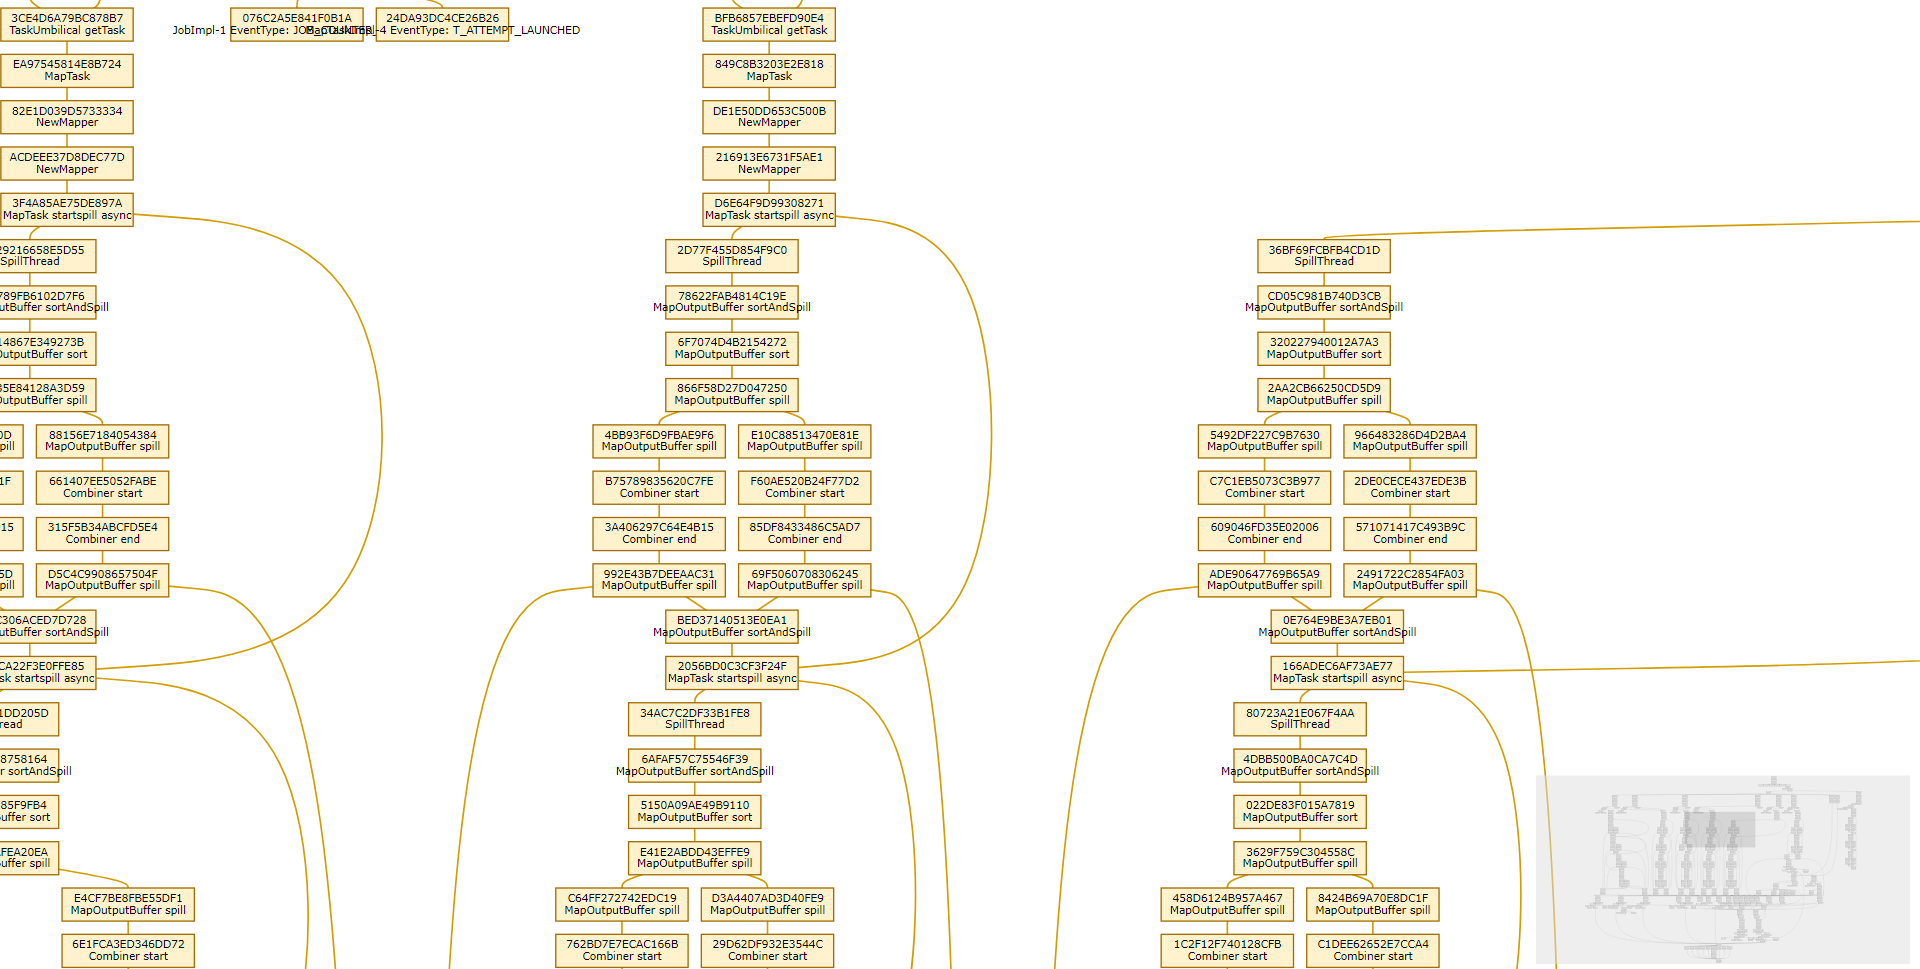 3CE4D6A79BC878B7
TaskUmbilical getTask
076C2A5E841F0B1A
JobImpl-1 EventType: JOB_COUNTER_
24DA93DC4CE26B26
MapTaskImpl-4 EventType: T_ATTEMPT_LAUNCHED
BFB6857EBEFD90E4
TaskUmbilical getTask
EA97545814E8B724
MapTask
849C8B3203E2E818
MapTask
82E1D039D5733334
NewMapper
DE1E50DD653C500B
NewMapper
ACDEEE37D8DEC77D
NewMapper
216913E6731F5AE1
NewMapper
3F4A85AE75DE897A
MapTask startspill async
D6E64F9D99308271
MapTask startspill async
29216658E5D55
SpillThread
2D77F455D854F9C0
SpillThread
36BF69FCBFB4CD1D
SpillThread
789FB6102D7F6
utBuffer sortAndSpill
78622FAB4814C19E
MapOutputBuffer sortAndSpill
CD05C981B740D3CB
MapOutputBuffer sortAndSpill
14867E349273B
OutputBuffer sort
6F7074D4B2154272
MapOutputBuffer sort
320227940012A7A3
MapOutputBuffer sort
35E84128A3D59
OutputBuffer spill
866F58D27D047250
MapOutputBuffer spill
2AA2CB66250CD5D9
MapOutputBuffer spill
0D
pill
88156E7184054384
MapOutputBuffer spill
4BB93F6D9FBAE9F6
MapOutputBuffer spill
E10C88513470E81E
MapOutputBuffer spill
5492DF227C9B7630
MapOutputBuffer spill
966483286D4D2BA4
MapOutputBuffer spill
1F
661407EE5052FABE
Combiner start
B75789835620C7FE
Combiner start
F60AE520B24F77D2
Combiner start
C7C1EB5073C3B977
Combiner start
2DE0CECE437EDE3B
Combiner start
15
315F5B34ABCFD5E4
Combiner end
3A406297C64E4B15
Combiner end
85DF8433486C5AD7
Combiner end
609046FD35E02006
Combiner end
571071417C493B9C
Combiner end
5D
pill
D5C4C9908657504F
MapOutputBuffer spill
992E43B7DEEAAC31
MapOutputBuffer spill
69F5060708306245
MapOutputBuffer spill
ADE90647769B65A9
MapOutputBuffer spill
2491722C2854FA03
MapOutputBuffer spill
C306ACED7D728
utBuffer sortAndSpill
BED37140513E0EA1
MapOutputBuffer sortAndSpill
0E764E9BE3A7EB01
MapOutputBuffer sortAndSpill
CA22F3E0FFE85
sk startspill async
2056BD0C3CF3F24F
MapTask startspill async
166ADEC6AF73AE77
MapTask startspill async
1DD205D
read
34AC7C2DF33B1FE8
SpillThread
80723A21E067F4AA
SpillThread
8758164
r sortAndSpill
6AFAF57C75546F39
MapOutputBuffer sortAndSpill
4DBB500BA0CA7C4D
MapOutputBuffer sortAndSpill
85F9FB4
uffer sort
5150A09AE49B9110
MapOutputBuffer sort
022DE83F015A7819
MapOutputBuffer sort
AFEA20EA
uffer spill
E41E2ABDD43EFFE9
MapOutputBuffer spill
3629F759C304558C
MapOutputBuffer spill
E4CF7BE8FBE55DF1
MapOutputBuffer spill
C64FF272742EDC19
MapOutputBuffer spill
D3A4407AD3D40FE9
MapOutputBuffer spill
458D6124B957A467
MapOutputBuffer spill
8424B69A70E8DC1F
MapOutputBuffer spill
6E1FCA3ED346DD72
Combiner start
762BD7E7ECAC166B
Combiner start
29D62DF932E3544C
Combiner start
1C2F12F740128CFB
Combiner start
C1DEE62652E7CCA4
Combiner start